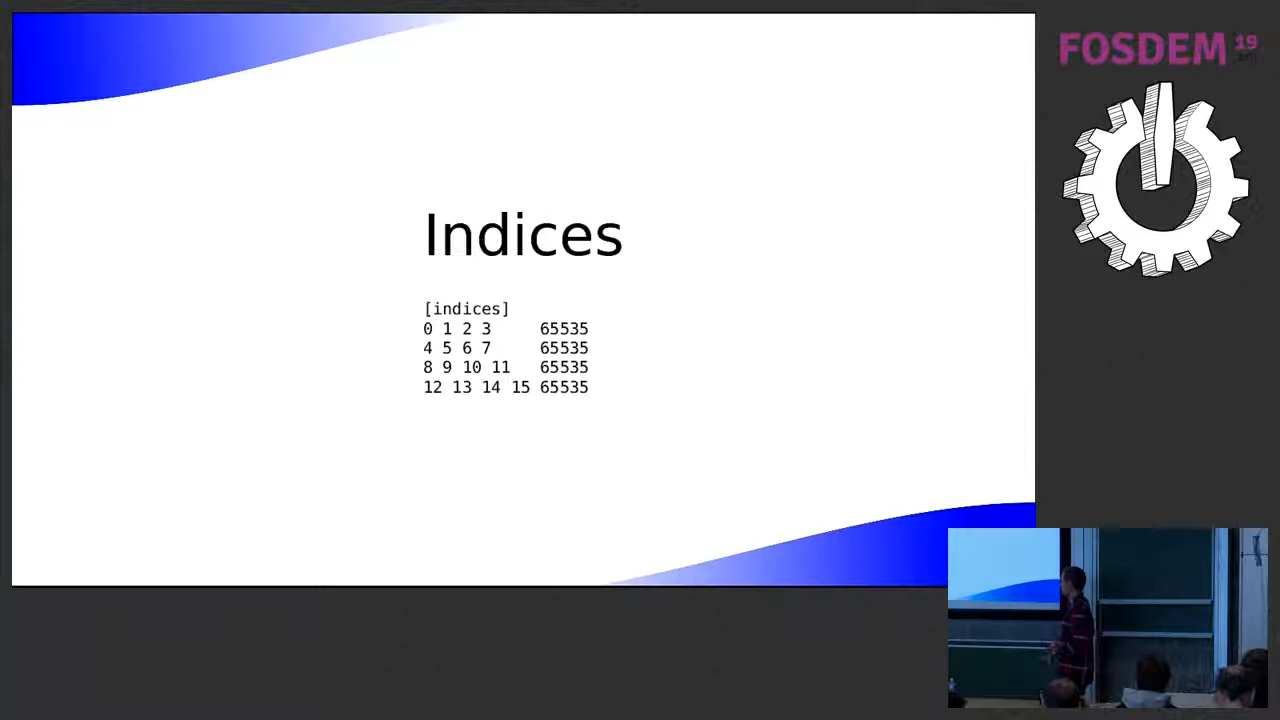 Indices
[indices]
0 1 2 3     65535
4 5 6 7     65535
8 9 10 11   65535
12 13 14 15 65535
FOSDEM 19
.org